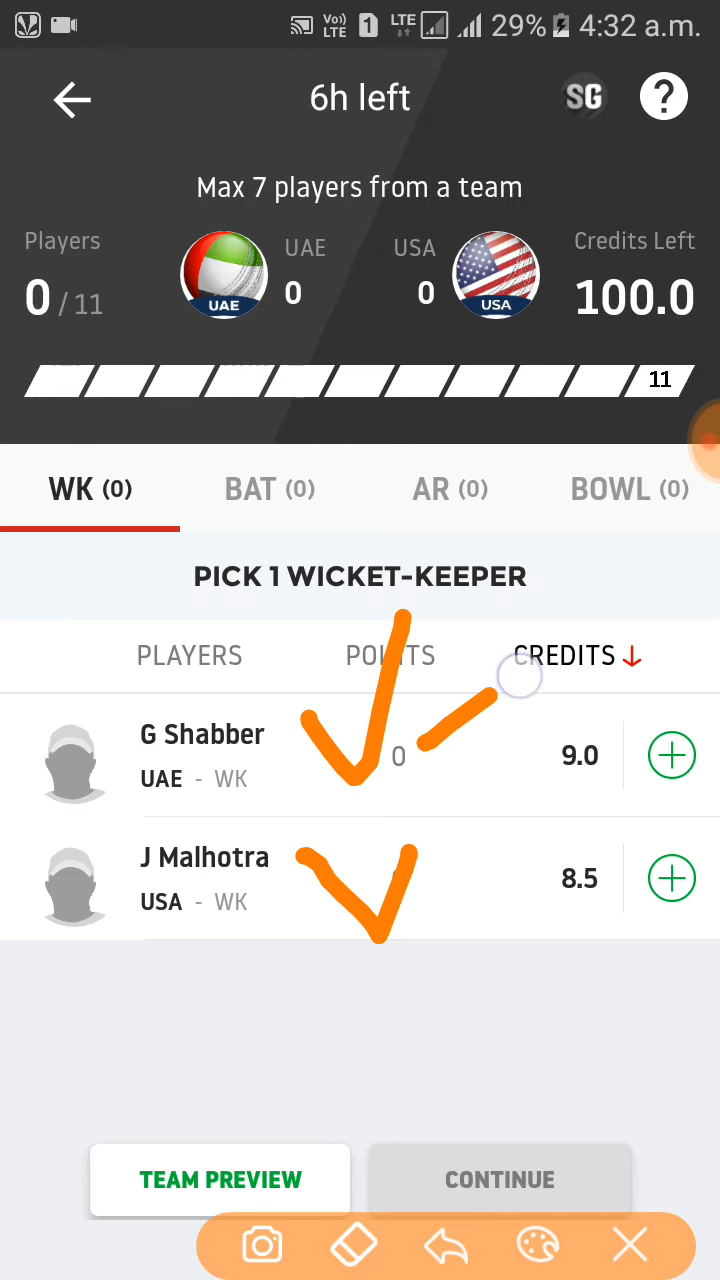 Vo)) LTE 1 LTE 29% 4:32 a.m.
6h left SG ?
Max 7 players from a team
Players UAE USA Credits Left
0 / 11 UAE 0 0 USA 100.0
11
WK (0) BAT (0) AR (0) BOWL (0)
PICK 1 WICKET-KEEPER
PLAYERS POINTS CREDITS
G Shabber
0 9.0
UAE - WK
J Malhotra
8.5
USA - WK
TEAM PREVIEW CONTINUE